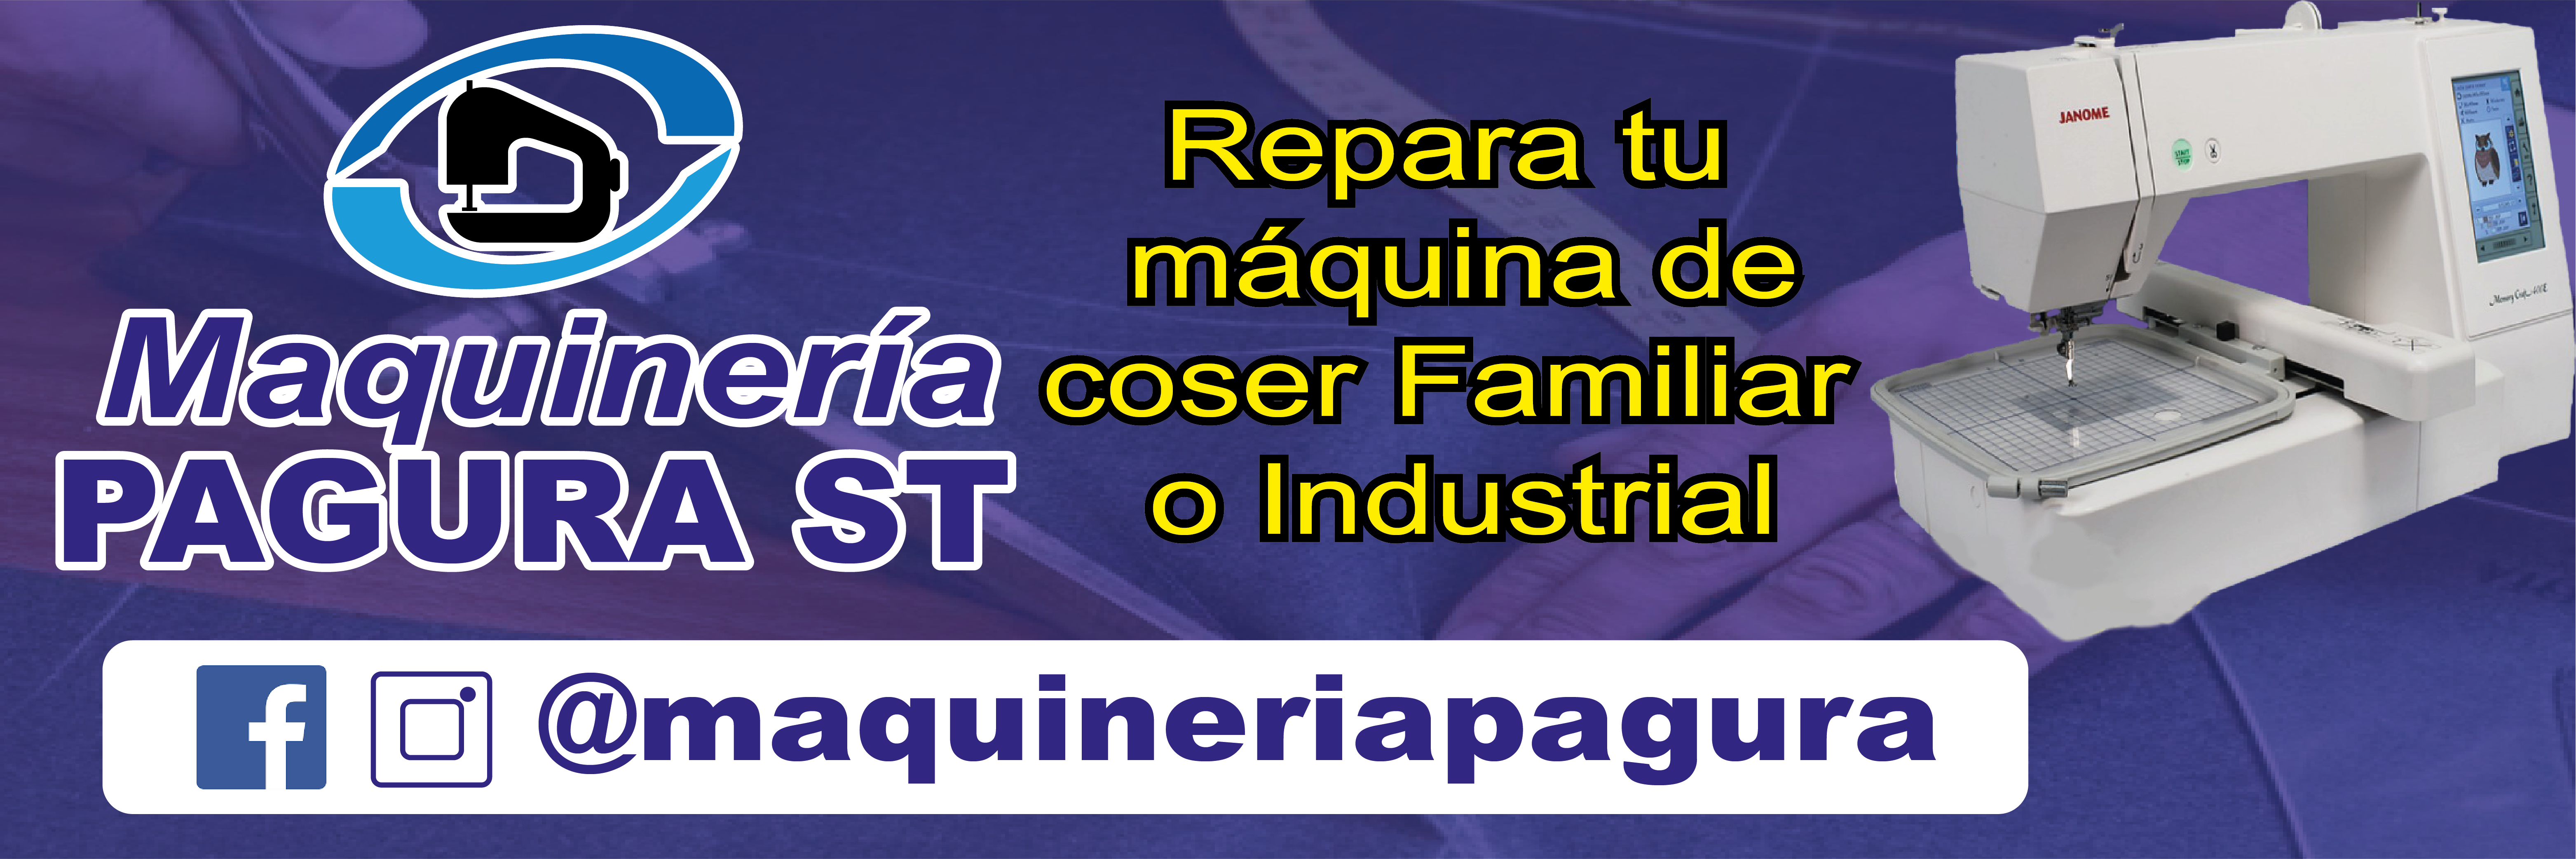 Maquinería
PAGURA ST
Repara tu
máquina de
coser Familiar
o Industrial
JANOME
START
STOP
Memory Craft 400E
@maquineriapagura